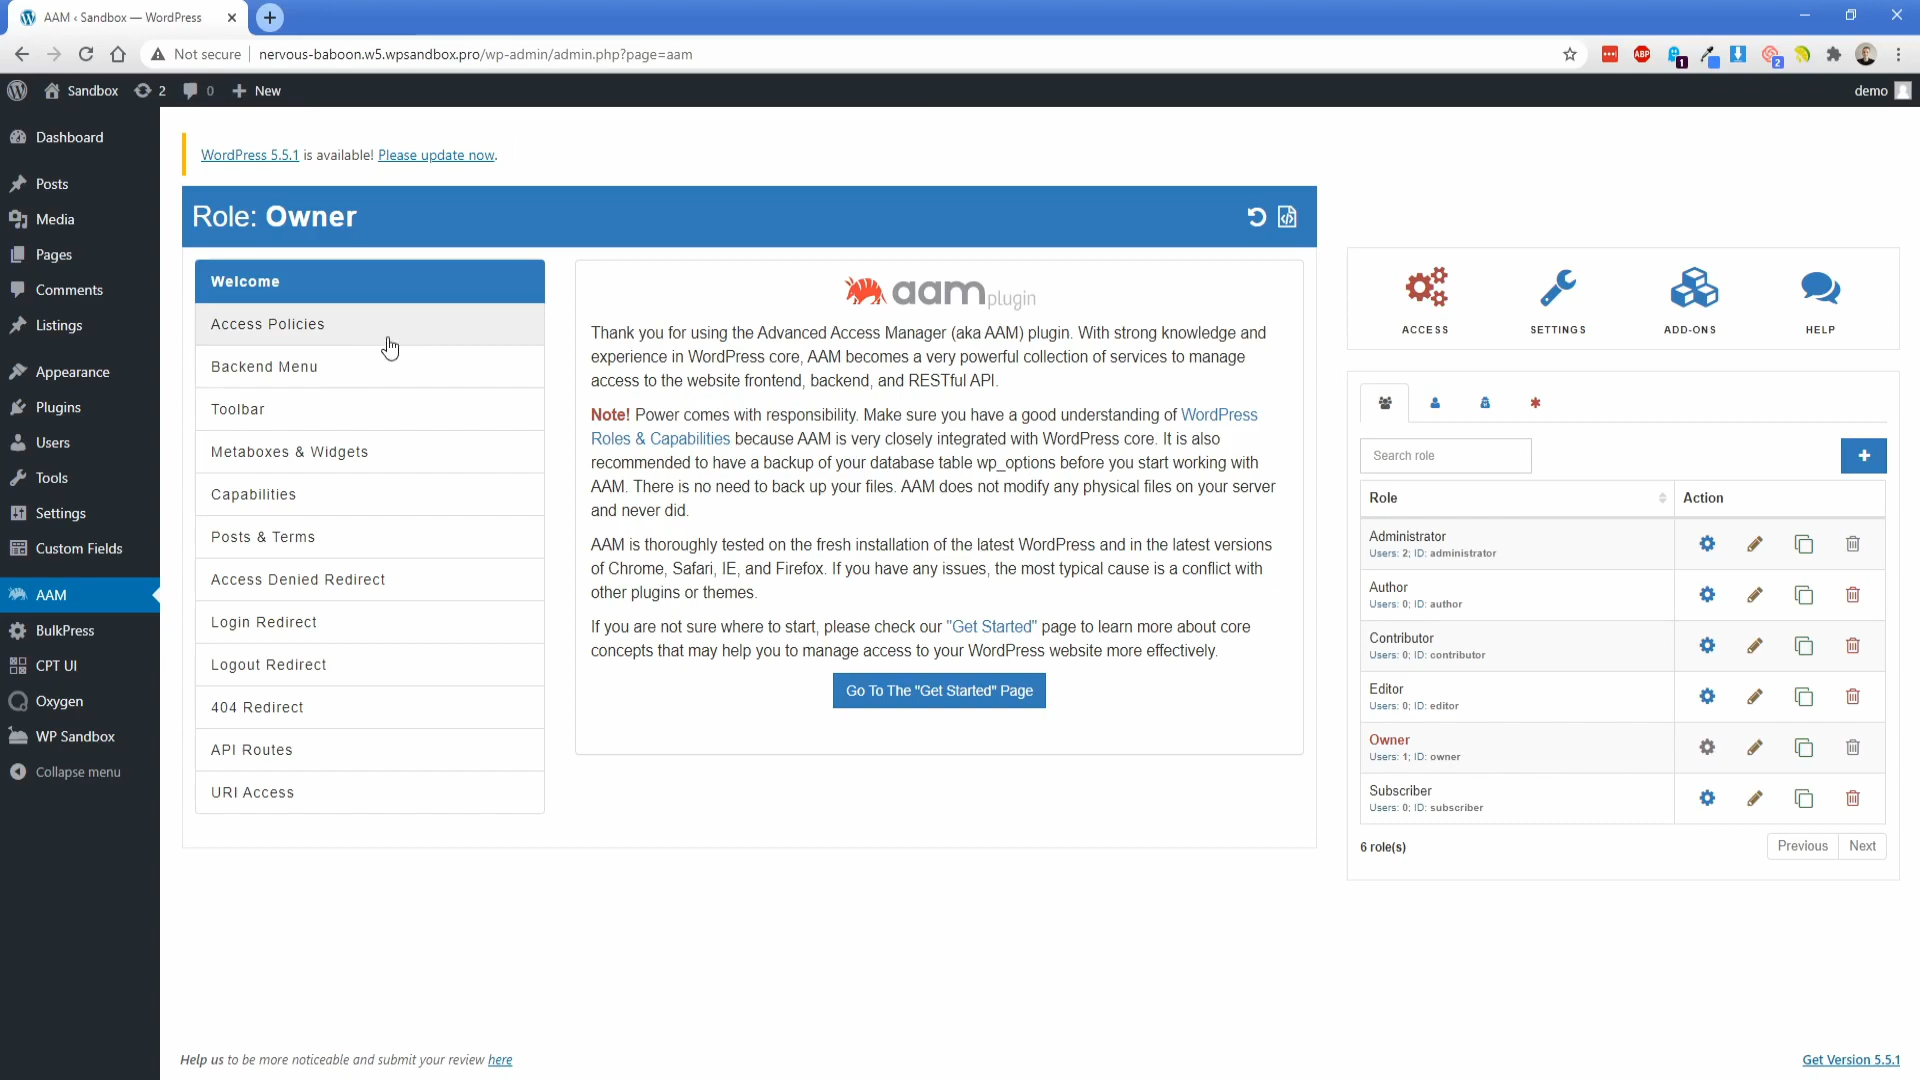 AAM ‹ Sandbox — WordPress
Not secure
nervous-baboon.w5.wpsandbox.pro/wp-admin/admin.php?page=aam
ABP
1
2
Sandbox
2
0
New
demo
Dashboard
Posts
Media
Pages
Comments
Listings
Appearance
Plugins
Users
Tools
Settings
Custom Fields
AAM
BulkPress
CPT UI
Oxygen
WP Sandbox
Collapse menu
WordPress 5.5.1 is available! Please update now.
Role: Owner
Welcome
Access Policies
Backend Menu
Toolbar
Metaboxes & Widgets
Capabilities
Posts & Terms
Access Denied Redirect
Login Redirect
Logout Redirect
404 Redirect
API Routes
URI Access
aam plugin
Thank you for using the Advanced Access Manager (aka AAM) plugin. With strong knowledge and
experience in WordPress core, AAM becomes a very powerful collection of services to manage
access to the website frontend, backend, and RESTful API.
Note! Power comes with responsibility. Make sure you have a good understanding of WordPress
Roles & Capabilities because AAM is very closely integrated with WordPress core. It is also
recommended to have a backup of your database table wp_options before you start working with
AAM. There is no need to back up your files. AAM does not modify any physical files on your server
and never did.
AAM is thoroughly tested on the fresh installation of the latest WordPress and in the latest versions
of Chrome, Safari, IE, and Firefox. If you have any issues, the most typical cause is a conflict with
other plugins or themes.
If you are not sure where to start, please check our "Get Started" page to learn more about core
concepts that may help you to manage access to your WordPress website more effectively.
Go To The "Get Started" Page
ACCESS
SETTINGS
ADD-ONS
HELP
Search role
Role
Action
Administrator
Users: 2; ID: administrator
Author
Users: 0; ID: author
Contributor
Users: 0; ID: contributor
Editor
Users: 0; ID: editor
Owner
Users: 1; ID: owner
Subscriber
Users: 0; ID: subscriber
6 role(s)
Previous
Next
Help us to be more noticeable and submit your review here
Get Version 5.5.1